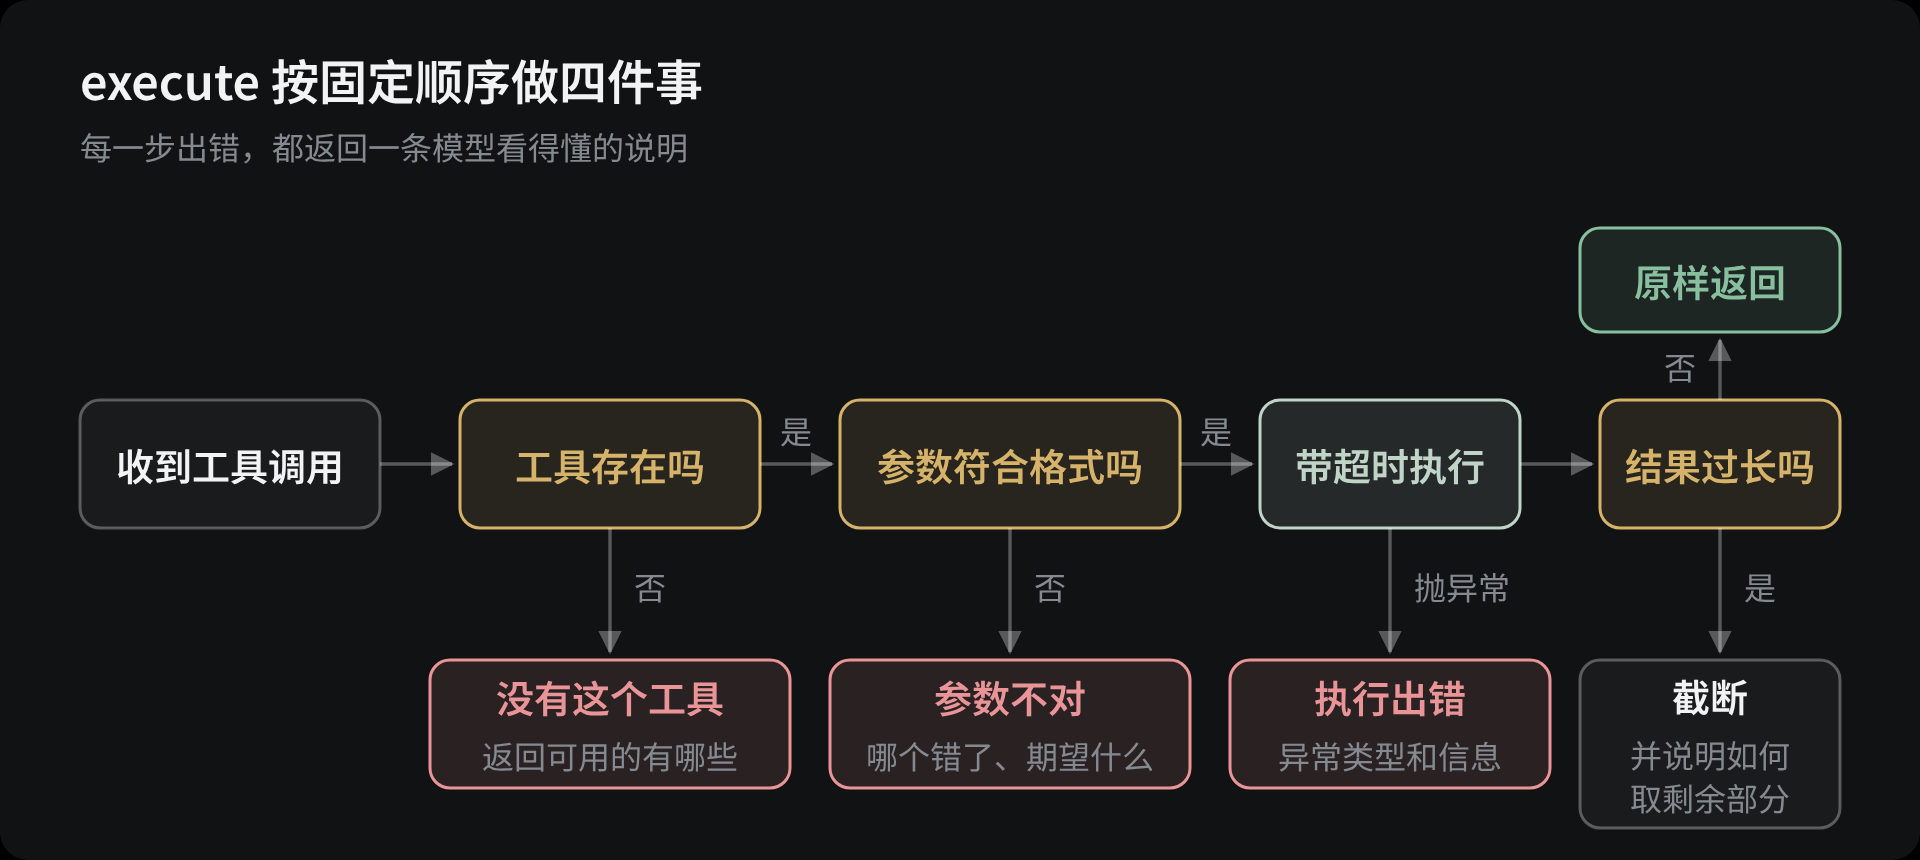 execute 按固定顺序做四件事
每一步出错，都返回一条模型看得懂的说明
原样返回
否
收到工具调用
工具存在吗
是
参数符合格式吗
是
带超时执行
结果过长吗
否
否
抛异常
是
没有这个工具
返回可用的有哪些
参数不对
哪个错了、期望什么
执行出错
异常类型和信息
截断
并说明如何
取剩余部分